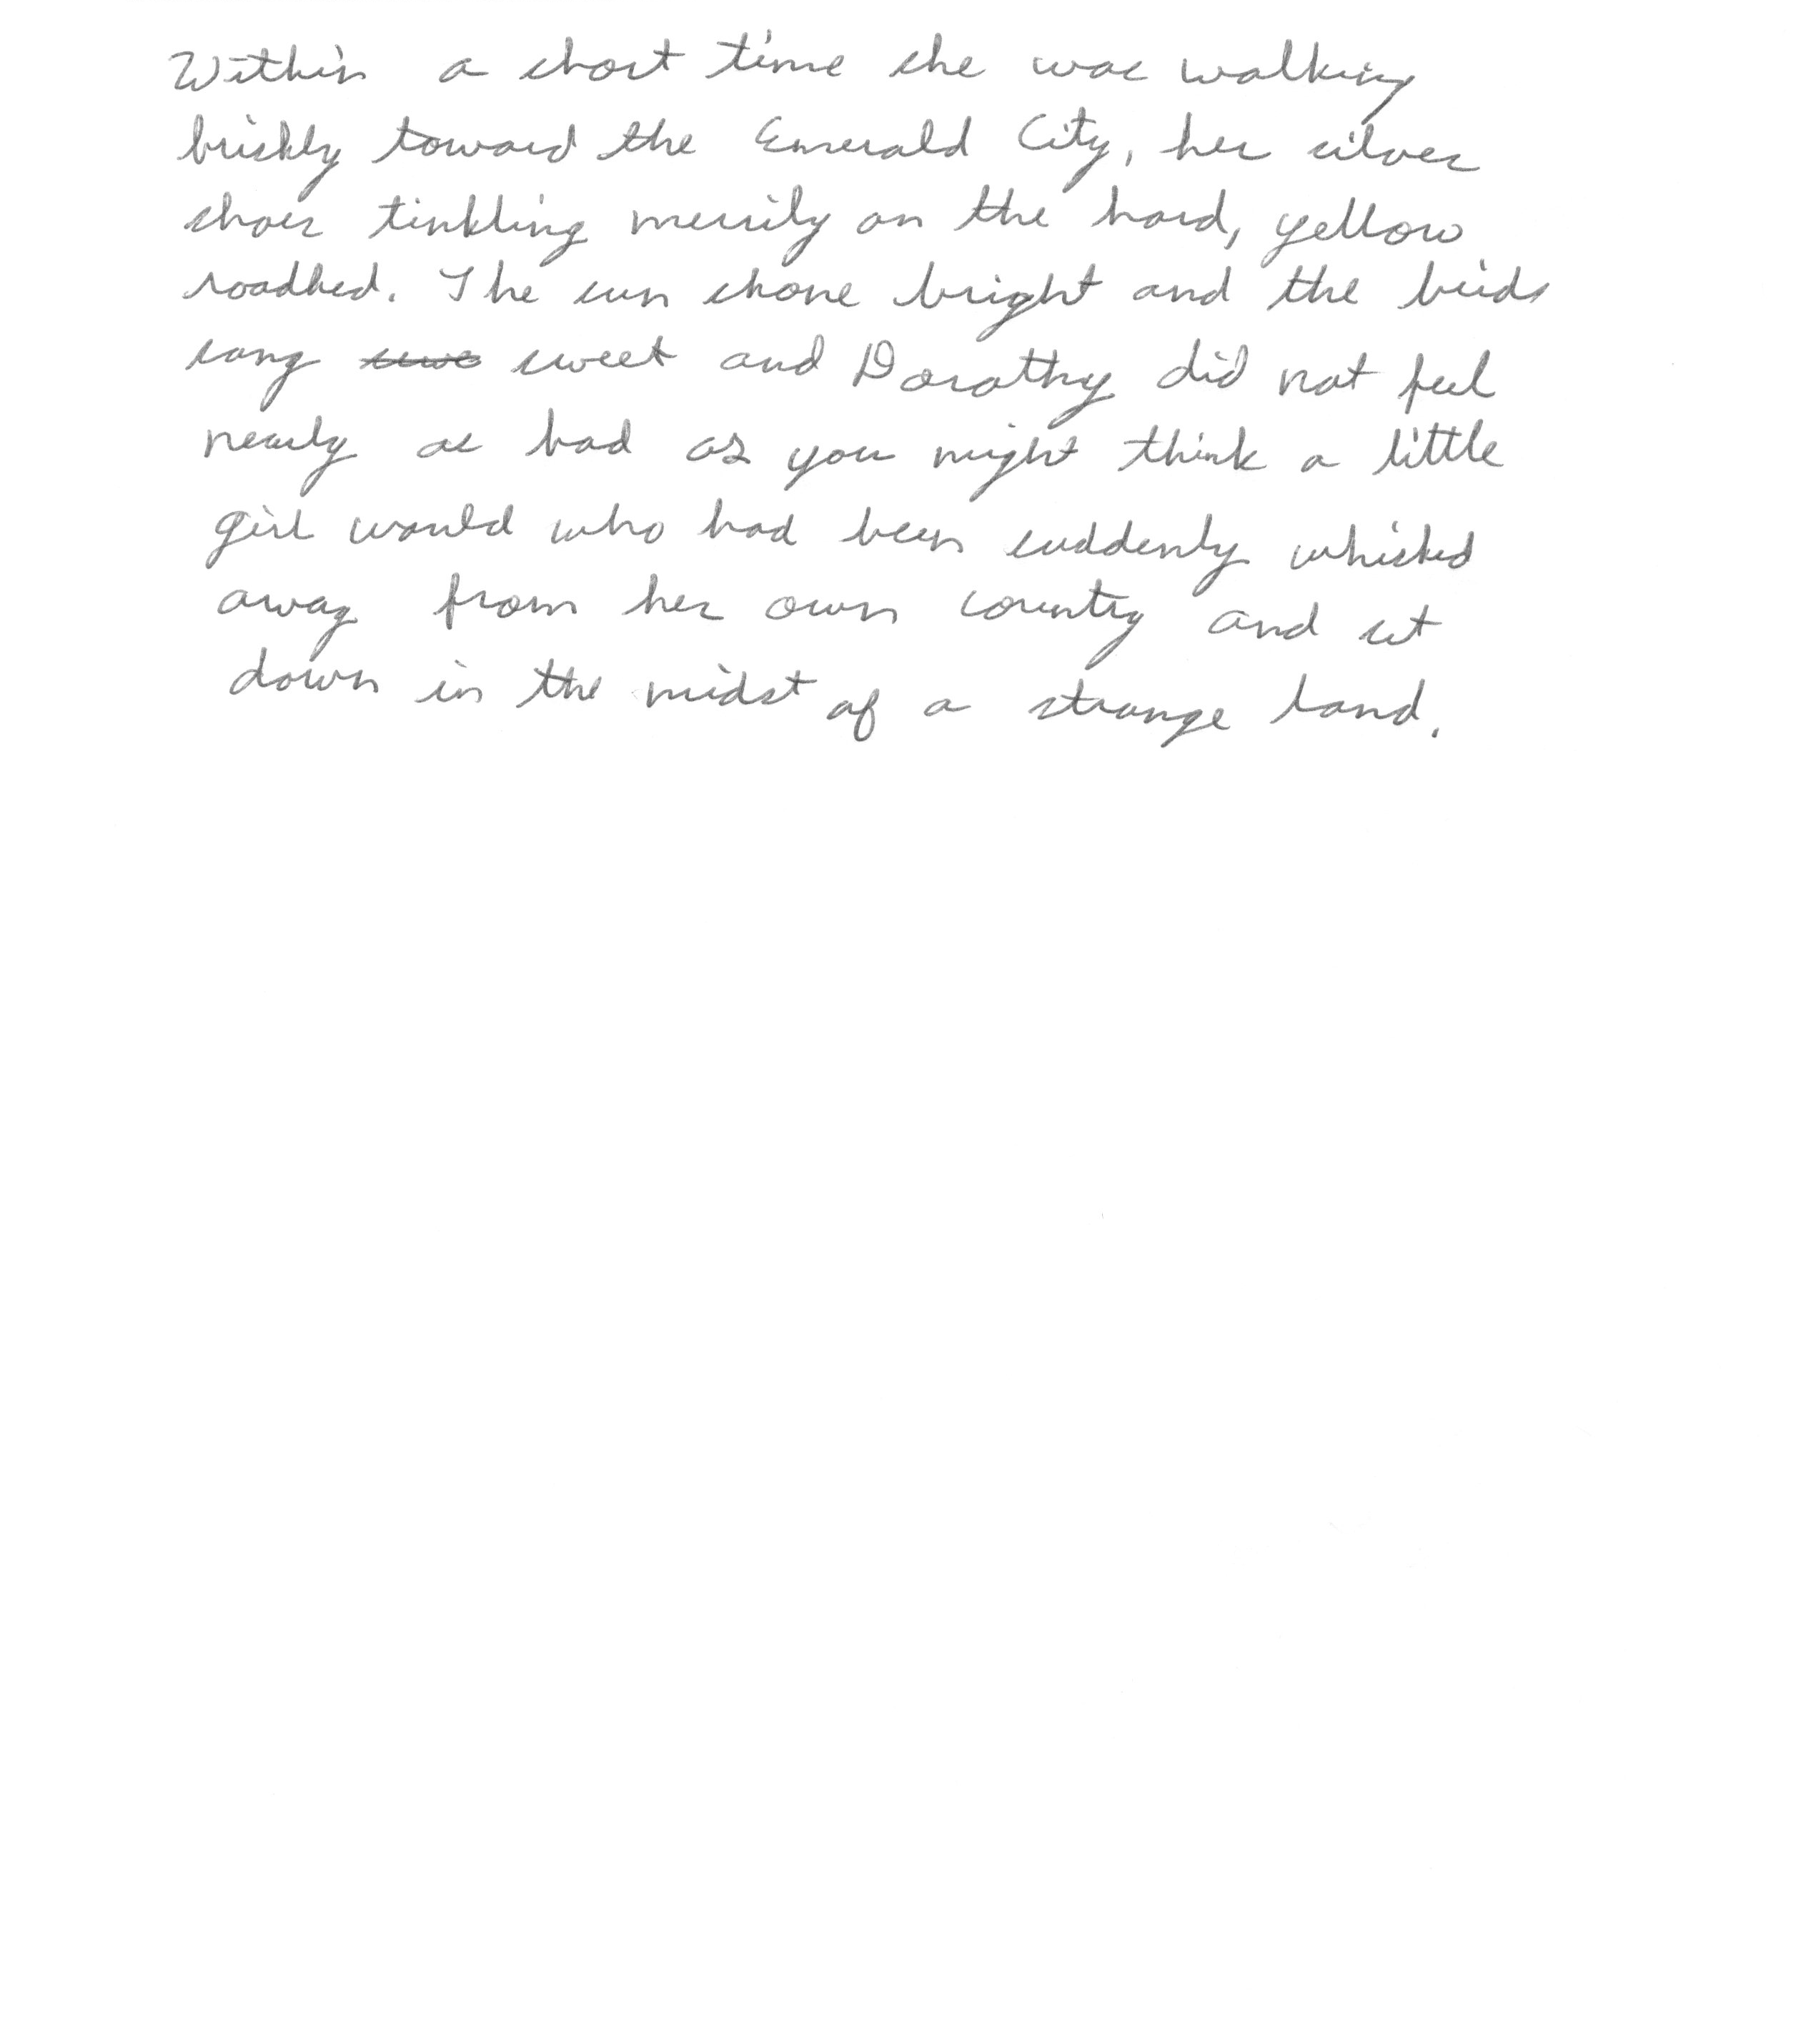 Within a short time she was walking
briskly toward the Emerald City, her silver
shoes tinkling merrily on the hard, yellow
roadbed. The sun shone bright and the birds
sang sweet and Dorothy did not feel
nearly as bad as you might think a little
girl would who had been suddenly whisked
away from her own country and set
down in the midst of a strange land.